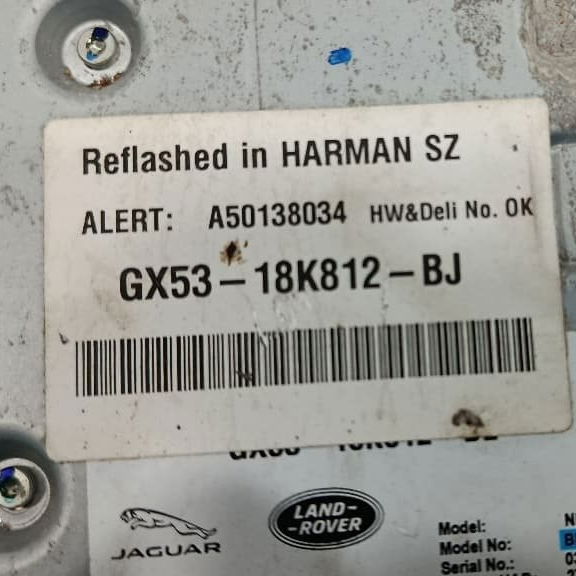 Reflashed in HARMAN SZ
ALERT: A50138034 HW&Deli No. OK
GX53-18K812-BJ
JAGUAR
LAND-
-ROVER
Model:
Model No:
Serial No.: